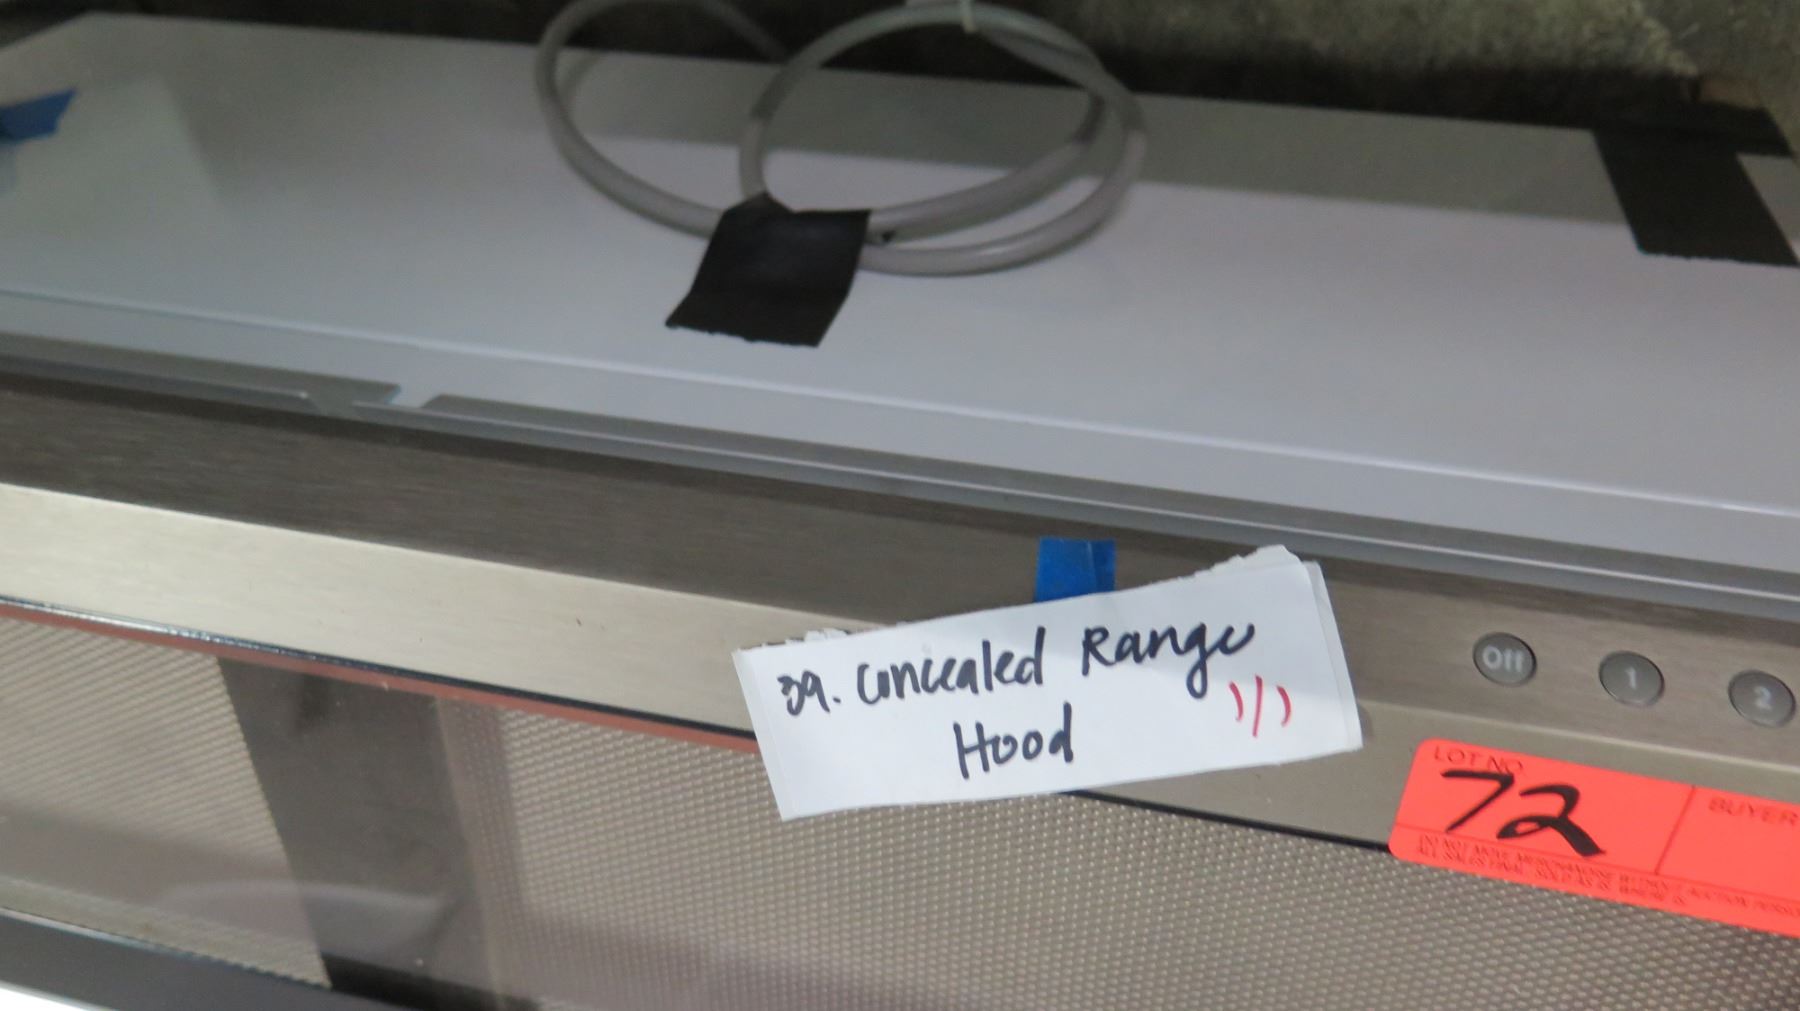 39. Concealed Range
Hood
1/1
Off
1
2
LOT NO.
72
BUYER